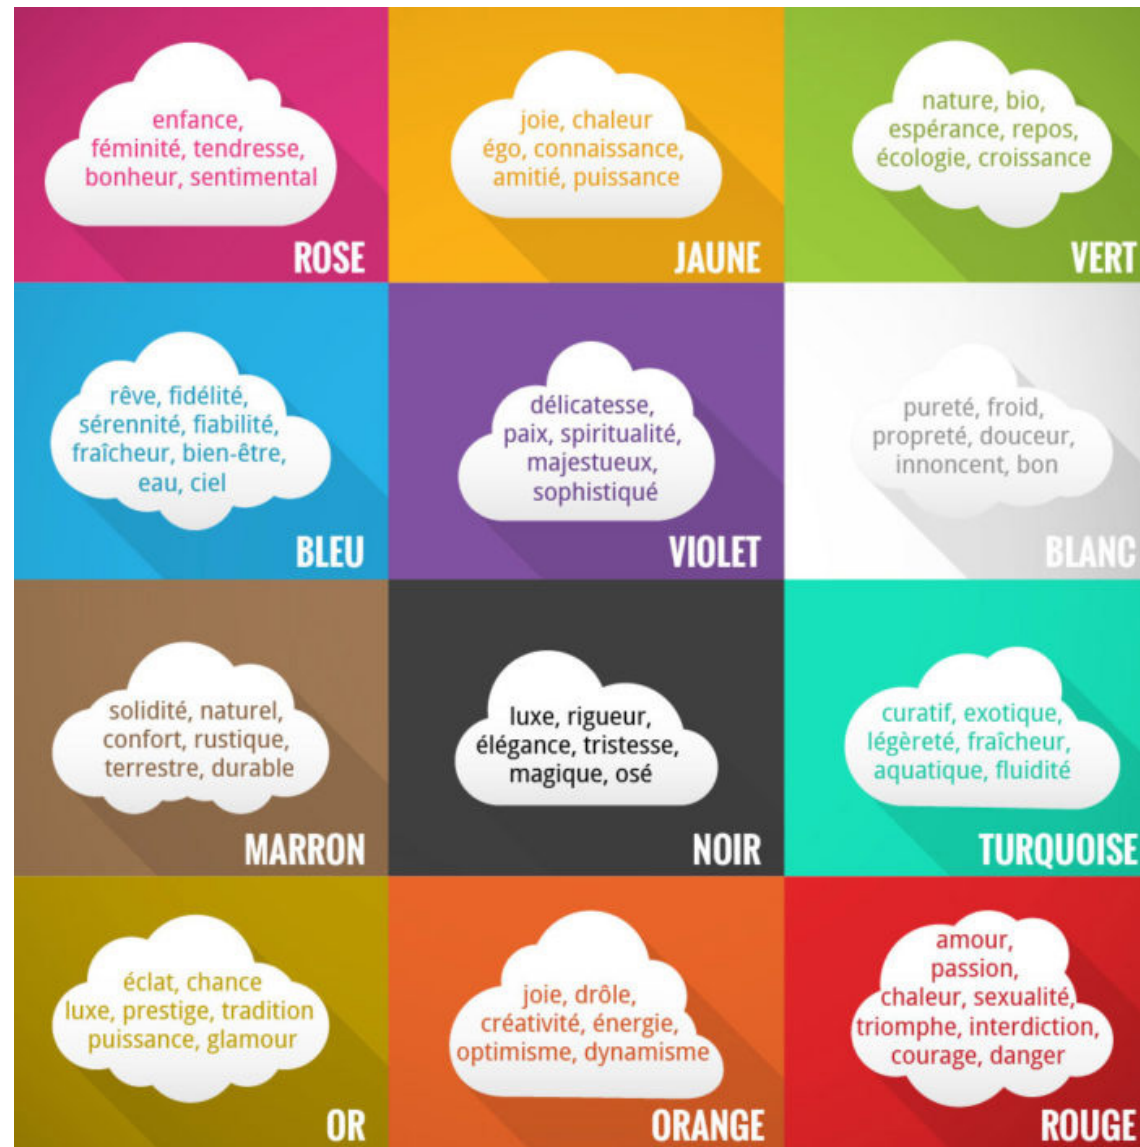 enfance,
féminité, tendresse,
bonheur, sentimental
ROSE
joie, chaleur
égo, connaissance,
amitié, puissance
JAUNE
nature, bio,
espérance, repos,
écologie, croissance
VERT
rêve, fidélité,
sérennité, fiabilité,
fraîcheur, bien-être,
eau, ciel
BLEU
délicatesse,
paix, spiritualité,
majestueux,
sophistiqué
VIOLET
pureté, froid,
propreté, douceur,
innoncent, bon
BLANC
solidité, naturel,
confort, rustique,
terrestre, durable
MARRON
luxe, rigueur,
élégance, tristesse,
magique, osé
NOIR
curatif, exotique,
légèreté, fraîcheur,
aquatique, fluidité
TURQUOISE
éclat, chance
luxe, prestige, tradition
puissance, glamour
OR
joie, drôle,
créativité, énergie,
optimisme, dynamisme
ORANGE
amour,
passion,
chaleur, sexualité,
triomphe, interdiction,
courage, danger
ROUGE